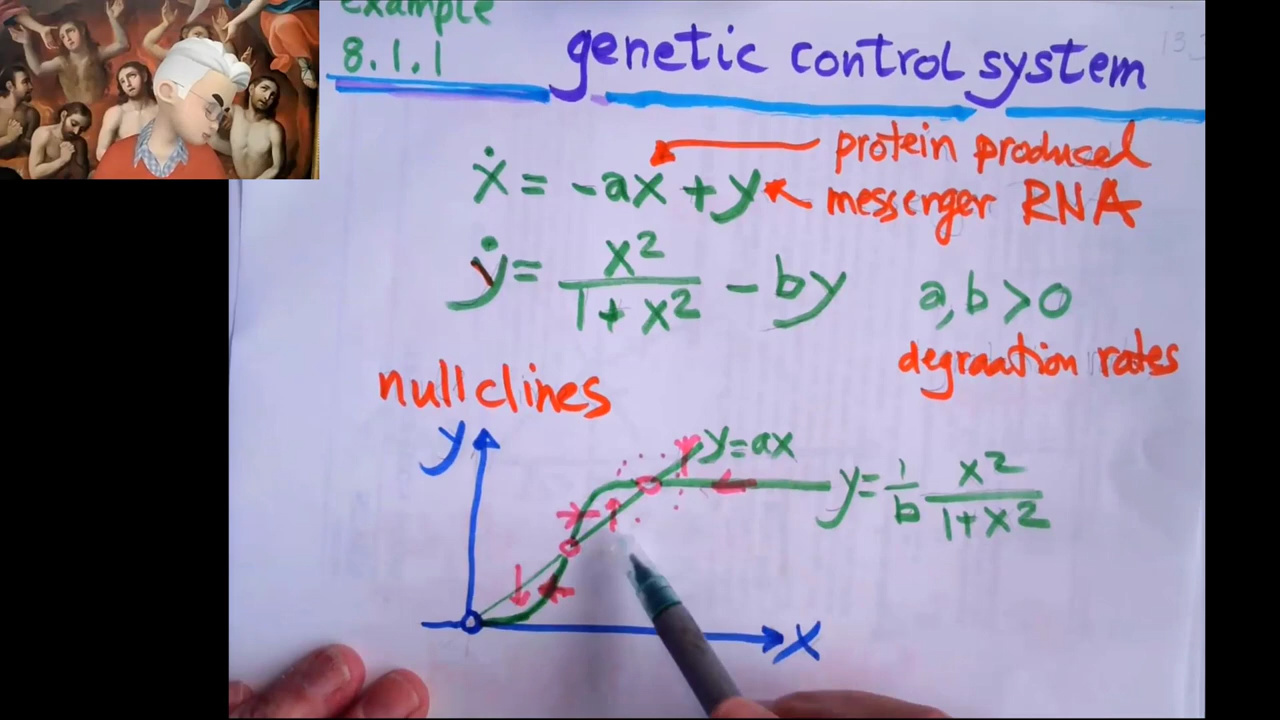 example
8.1.1
genetic control system
protein produced
ẋ = -ax + y
messenger RNA
ẏ = x²/(1+x²) - by
a, b > 0
degraation rates
nullclines
y
y=ax
y = 1/b x²/(1+x²)
x